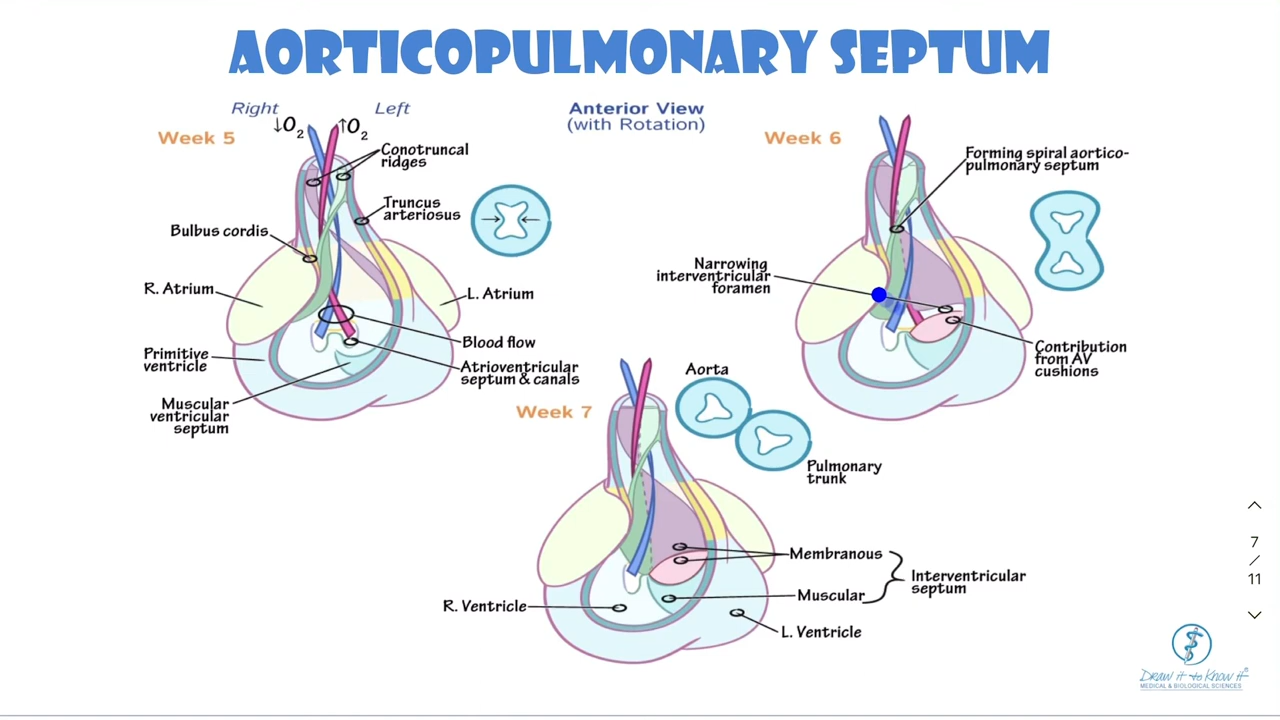 AORTICOPULMONARY SEPTUM
Right
Left
↓O2
↑O2
Week 5
Conotruncal
ridges
Truncus
arteriosus
Bulbus cordis
R. Atrium
L. Atrium
Blood flow
Primitive
ventricle
Atrioventricular
septum & canals
Muscular
ventricular
septum
Anterior View
(with Rotation)
Week 6
Forming spiral aortico-
pulmonary septum
Narrowing
interventricular
foramen
Contribution
from AV
cushions
Week 7
Aorta
Pulmonary
trunk
Membranous
Muscular
Interventricular
septum
R. Ventricle
L. Ventricle
7
/
11
Draw it to Know it®
MEDICAL & BIOLOGICAL SCIENCES